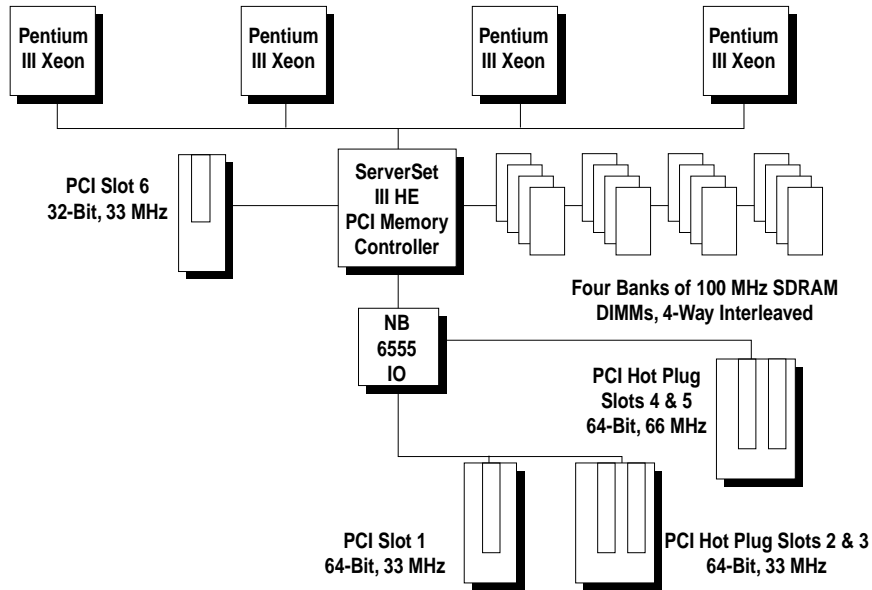 Pentium
III Xeon
Pentium
III Xeon
Pentium
III Xeon
Pentium
III Xeon
PCI Slot 6
32-Bit, 33 MHz
ServerSet
III HE
PCI Memory
Controller
Four Banks of 100 MHz SDRAM
DIMMs, 4-Way Interleaved
NB
6555
IO
PCI Hot Plug
Slots 4 & 5
64-Bit, 66 MHz
PCI Slot 1
64-Bit, 33 MHz
PCI Hot Plug Slots 2 & 3
64-Bit, 33 MHz